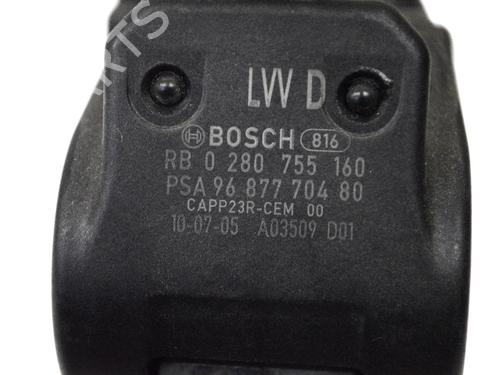 PARTS
LW D
BOSCH 816
RB 0 280 755 160
PSA 96 877 704 80
CAPP23R-CEM 00
10-07-05 A03509 D01